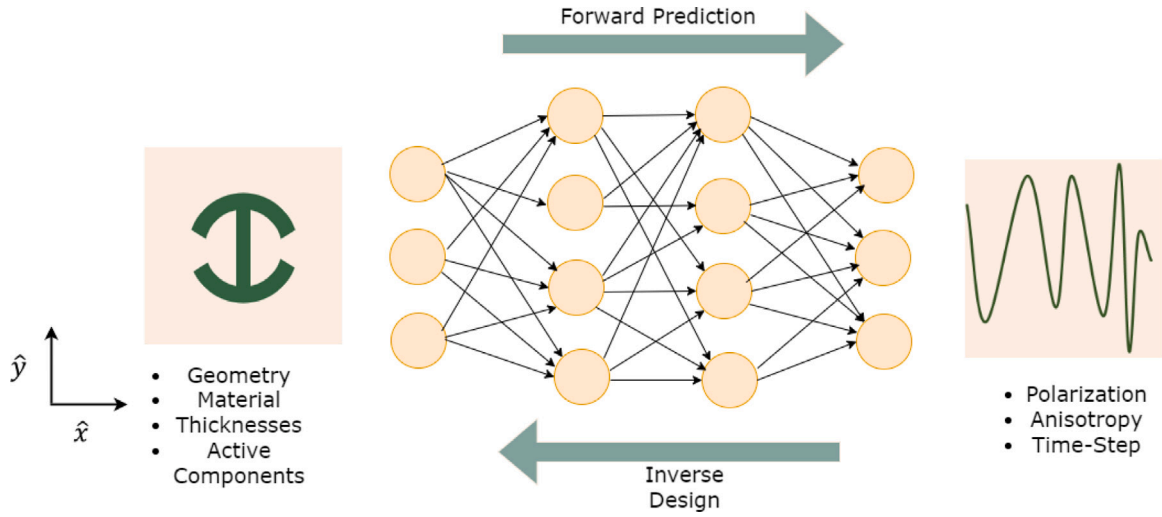 Forward Prediction
ŷ
x̂
• Geometry
• Material
• Thicknesses
• Active
Components
Inverse
Design
• Polarization
• Anisotropy
• Time-Step